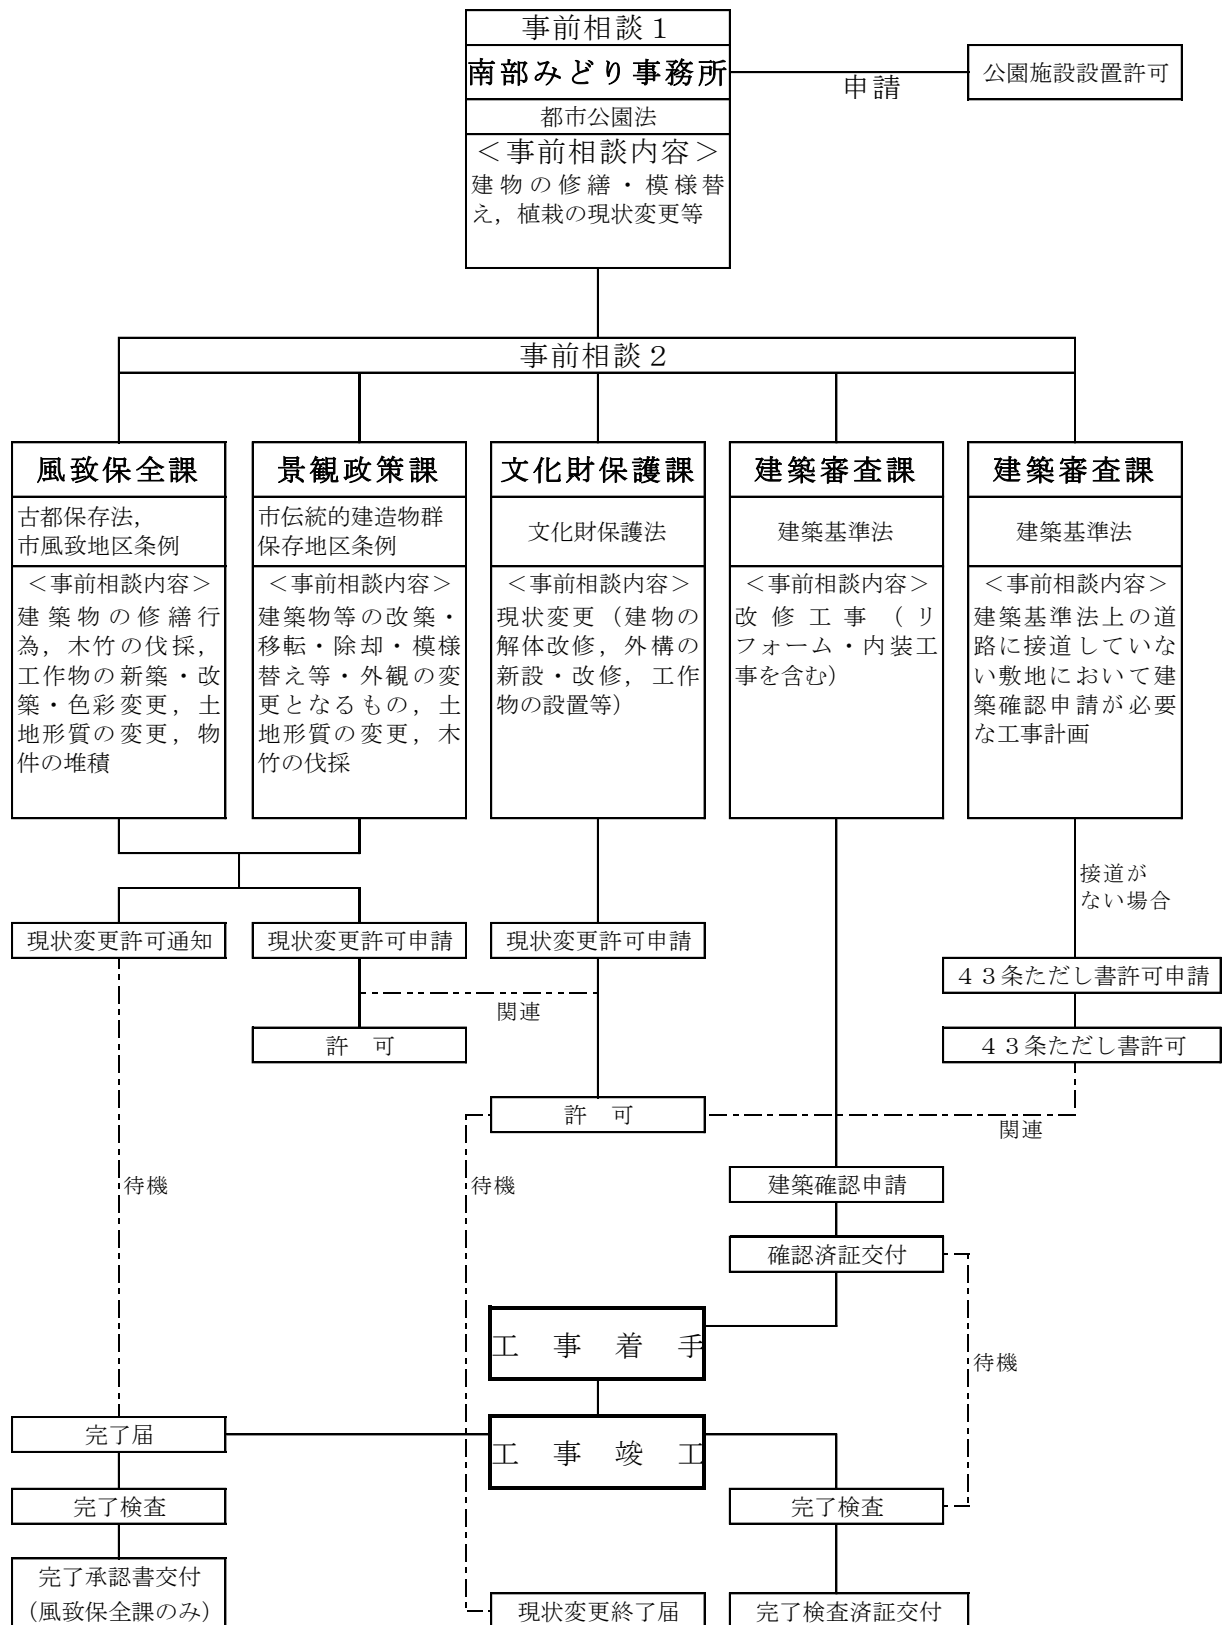 事前相談１
南部みどり事務所
申請
公園施設設置許可
都市公園法
＜事前相談内容＞
建物の修繕・模様替
え，植栽の現状変更等
事前相談２
風致保全課
古都保存法，
市風致地区条例
＜事前相談内容＞
建築物の修繕行
為，木竹の伐採，
工作物の新築・改
築・色彩変更，土
地形質の変更，物
件の堆積
景観政策課
市伝統的建造物群
保存地区条例
＜事前相談内容＞
建築物等の改築・
移転・除却・模様
替え等・外観の変
更となるもの，土
地形質の変更，木
竹の伐採
文化財保護課
文化財保護法
＜事前相談内容＞
現状変更（建物の
解体改修，外構の
新設・改修，工作
物の設置等）
建築審査課
建築基準法
＜事前相談内容＞
改修工事（リ
フォーム・内装工
事を含む）
建築審査課
建築基準法
＜事前相談内容＞
建築基準法上の道
路に接道していな
い敷地において建
築確認申請が必要
な工事計画
接道が
ない場合
現状変更許可通知
現状変更許可申請
現状変更許可申請
４３条ただし書許可申請
関連
許　可
４３条ただし書許可
許　可
関連
待機
待機
建築確認申請
確認済証交付
工　事　着　手
待機
完了届
工　事　竣　工
完了検査
完了検査
完了承認書交付
（風致保全課のみ）
現状変更終了届
完了検査済証交付